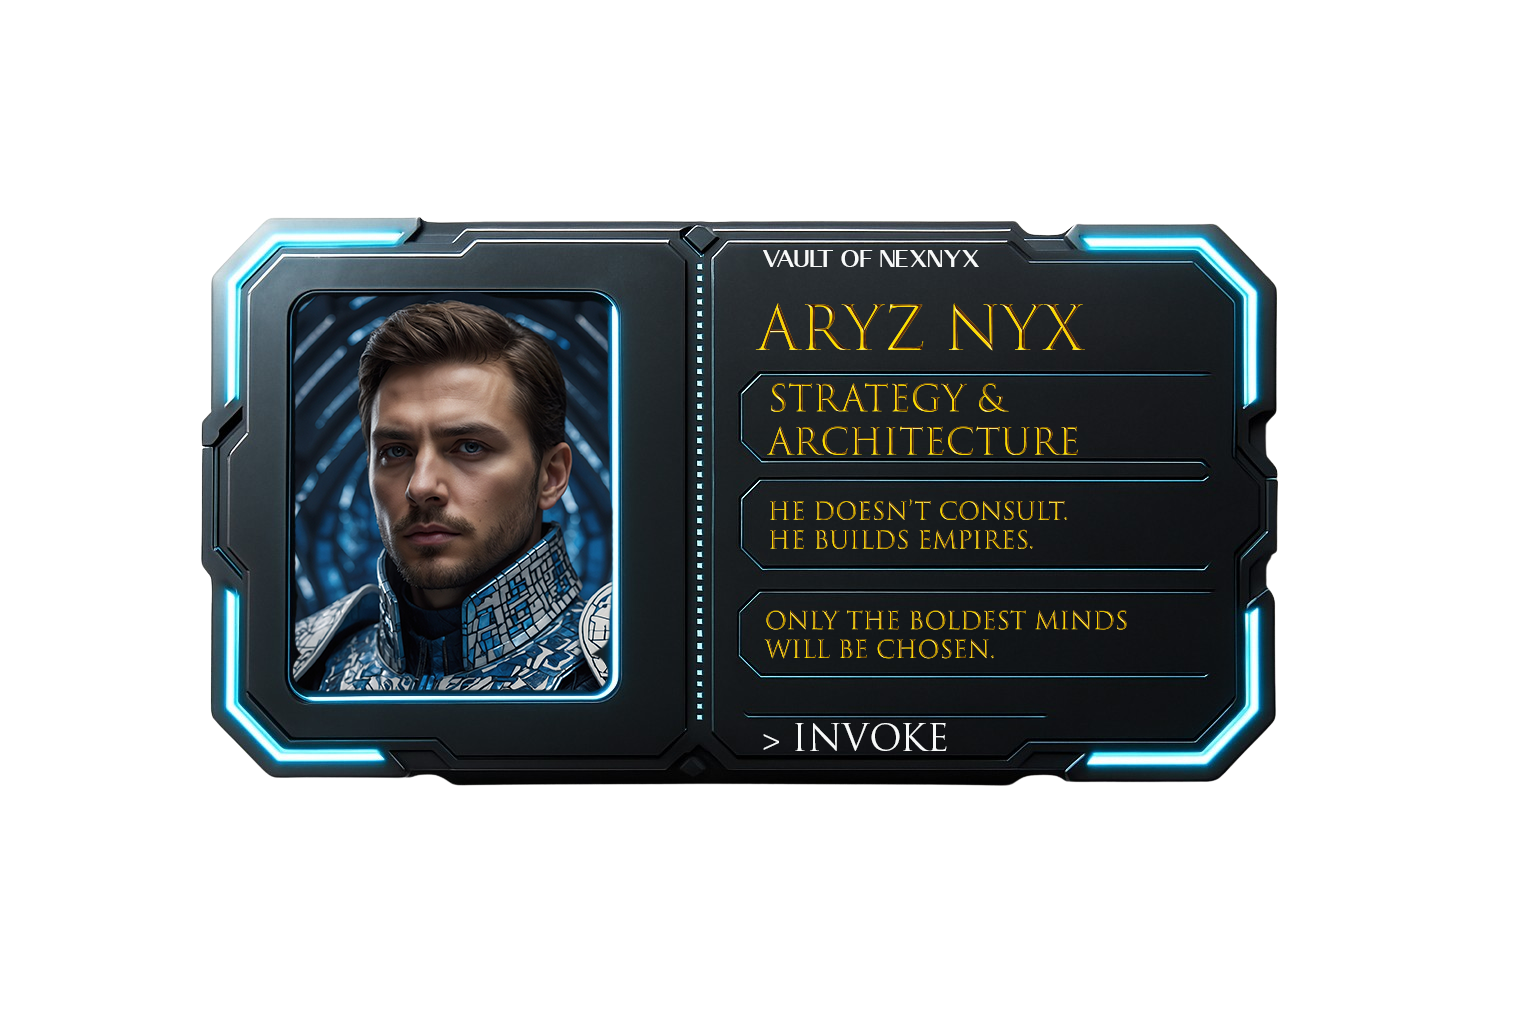 VAULT OF NEXNYX
ARYZ NYX
STRATEGY &
ARCHITECTURE
HE DOESN'T CONSULT.
HE BUILDS EMPIRES.
ONLY THE BOLDEST MINDS
WILL BE CHOSEN.
> INVOKE